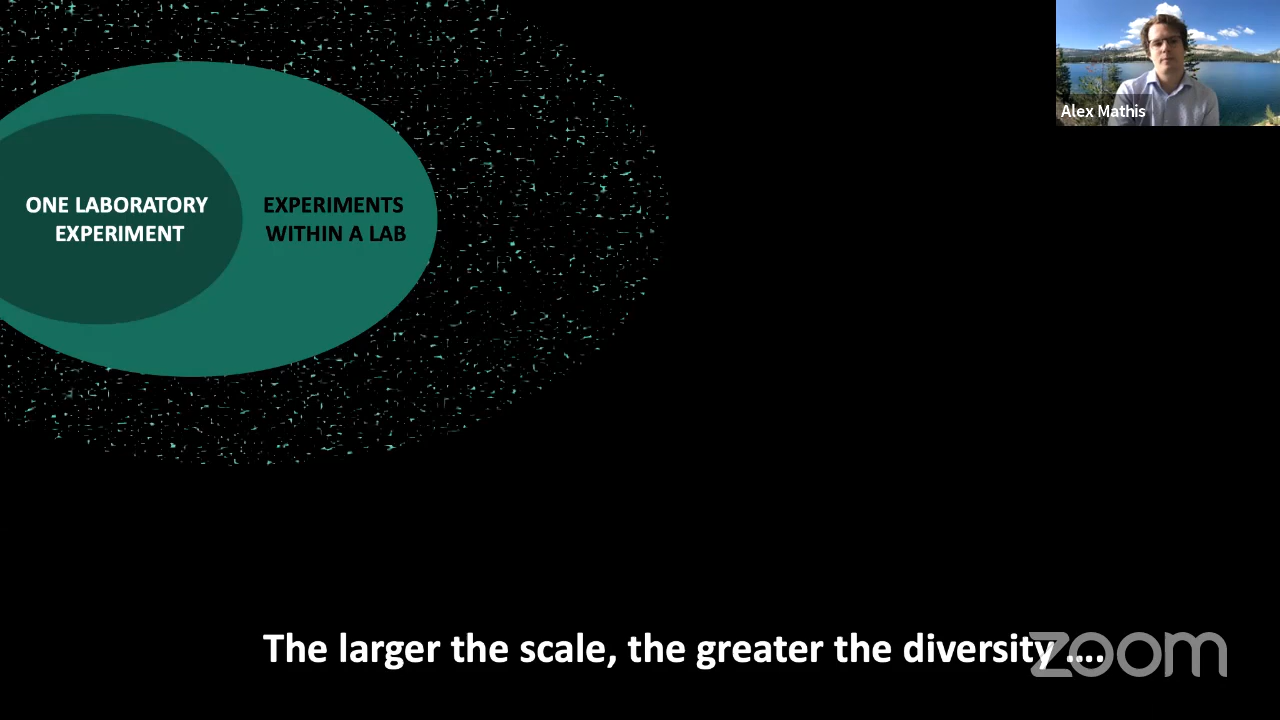 Alex Mathis
ONE LABORATORY
EXPERIMENT
EXPERIMENTS
WITHIN A LAB
The larger the scale, the greater the diversity ....
zoom